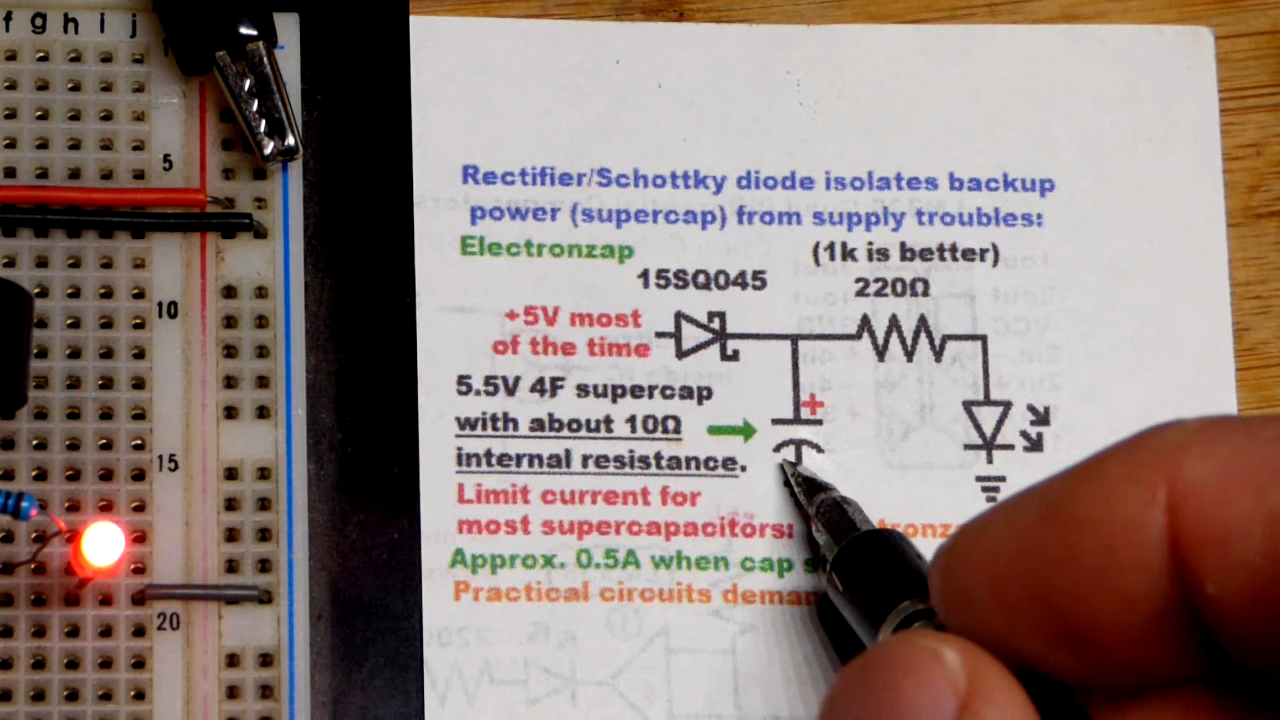 f g h i j
5
10
15
20
Rectifier/Schottky diode isolates backup
power (supercap) from supply troubles:
Electronzap
(1k is better)
15SQ045
220Ω
+5V most
of the time
5.5V 4F supercap
with about 10Ω
internal resistance.
+
Limit current for
most supercapacitors:
Approx. 0.5A when cap
Practical circuits